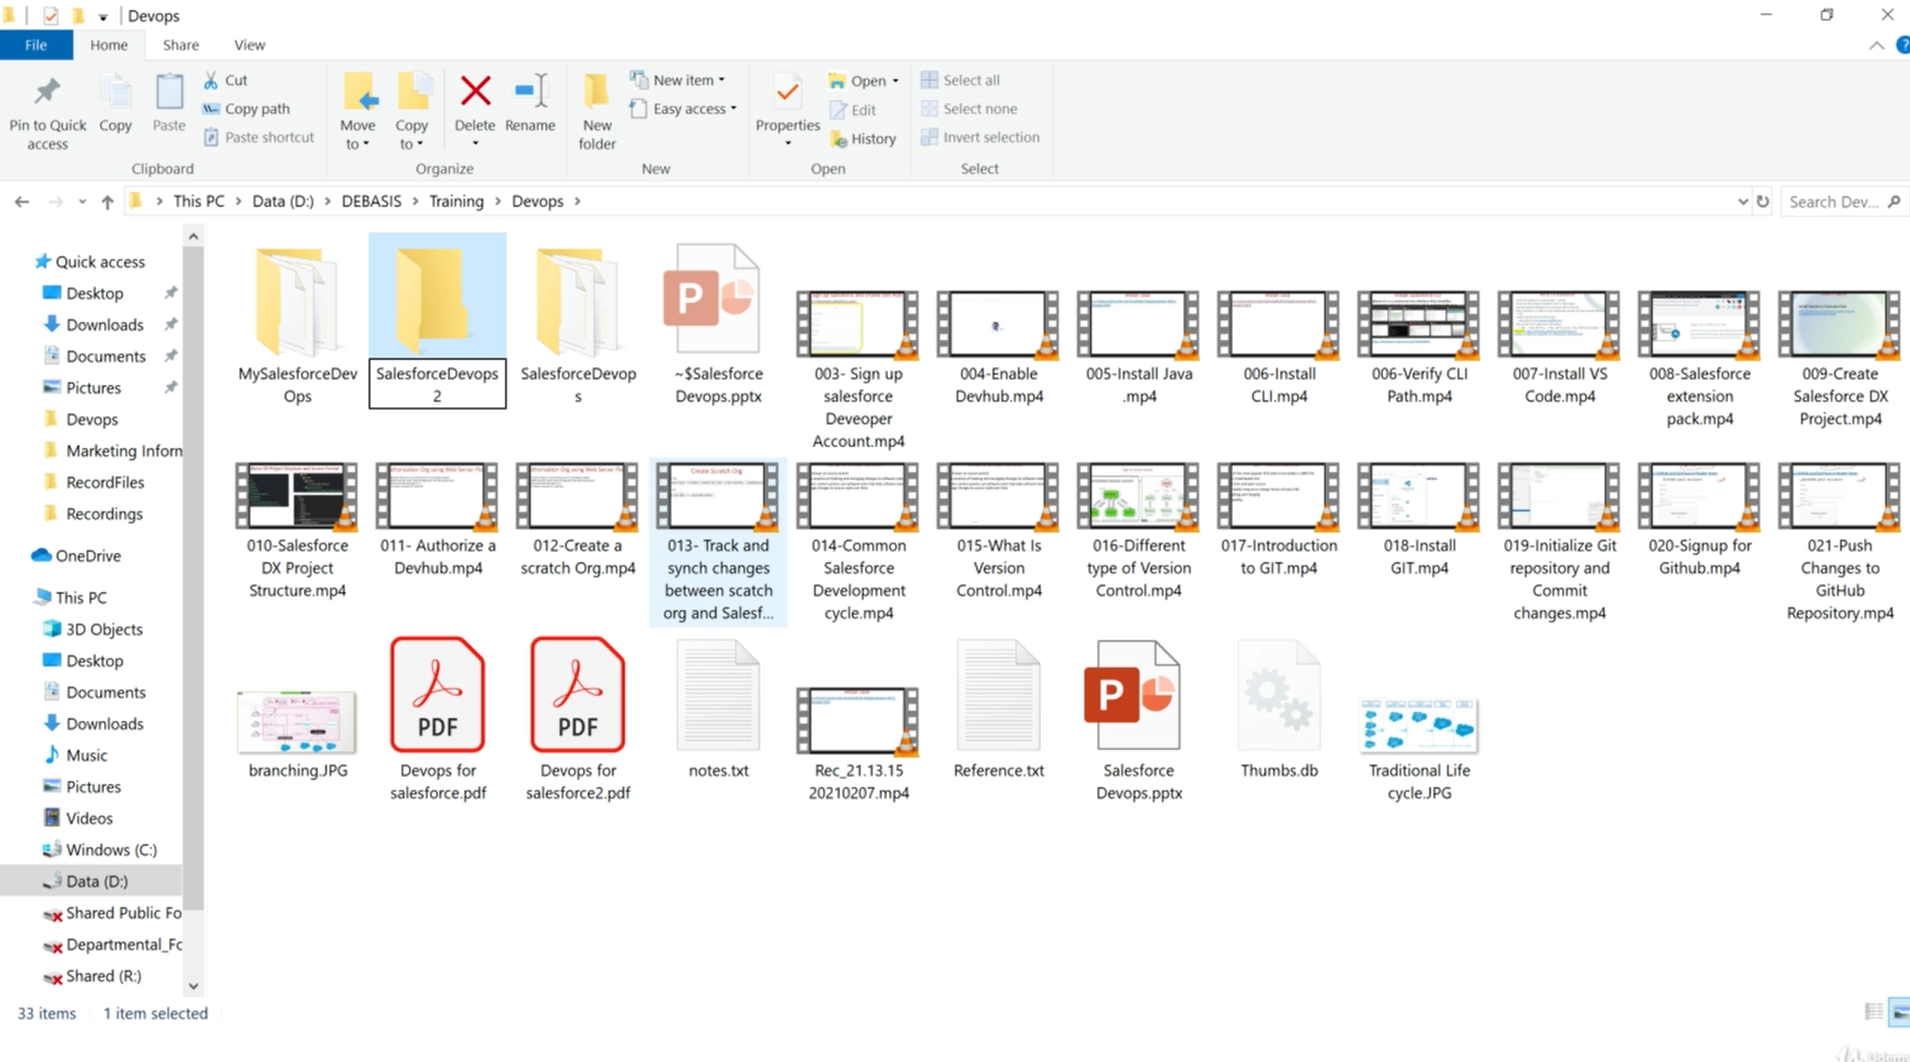 Devops
File
Home
Share
View
Pin to Quick
access
Copy
Paste
Cut
Copy path
Paste shortcut
Clipboard
Move
to
Copy
to
Delete
Rename
Organize
New
folder
New item
Easy access
New
Properties
Open
Edit
History
Open
Select all
Select none
Invert selection
Select
This PC
Data (D:)
DEBASIS
Training
Devops
Search Dev...
Quick access
Desktop
Downloads
Documents
Pictures
Devops
Marketing Inforn
RecordFiles
Recordings
OneDrive
This PC
3D Objects
Desktop
Documents
Downloads
Music
Pictures
Videos
Windows (C:)
Data (D:)
Shared Public Fo
Departmental_Fc
Shared (R:)
MySalesforceDev
Ops
SalesforceDevops
2
SalesforceDevop
s
~$Salesforce
Devops.pptx
003- Sign up
salesforce
Deveoper
Account.mp4
004-Enable
Devhub.mp4
005-Install Java
.mp4
006-Install
CLI.mp4
006-Verify CLI
Path.mp4
007-Install VS
Code.mp4
008-Salesforce
extension
pack.mp4
009-Create
Salesforce DX
Project.mp4
010-Salesforce
DX Project
Structure.mp4
011- Authorize a
Devhub.mp4
012-Create a
scratch Org.mp4
Create Scratch Org
013- Track and
synch changes
between scatch
org and Salesf...
014-Common
Salesforce
Development
cycle.mp4
015-What Is
Version
Control.mp4
016-Different
type of Version
Control.mp4
017-Introduction
to GIT.mp4
018-Install
GIT.mp4
019-Initialize Git
repository and
Commit
changes.mp4
020-Signup for
Github.mp4
021-Push
Changes to
GitHub
Repository.mp4
branching.JPG
PDF
Devops for
salesforce.pdf
PDF
Devops for
salesforce2.pdf
notes.txt
Rec_21.13.15
20210207.mp4
Reference.txt
Salesforce
Devops.pptx
Thumbs.db
Traditional Life
cycle.JPG
33 items
1 item selected